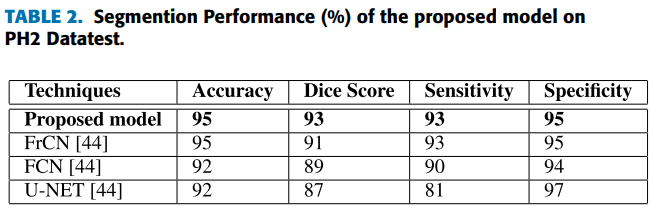 TABLE 2. Segmention Performance (%) of the proposed model on
PH2 Datatest.
Techniques Accuracy Dice Score Sensitivity Specificity
Proposed model 95 93 93 95
FrCN [44] 95 91 93 95
FCN [44] 92 89 90 94
U-NET [44] 92 87 81 97